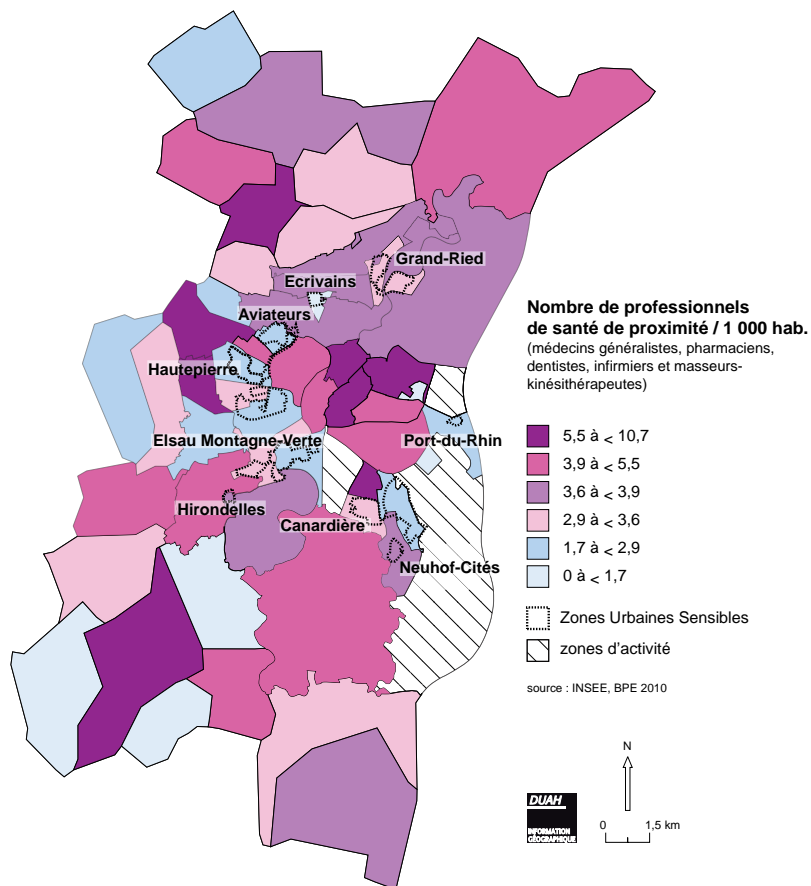 Grand-Ried
Ecrivains
Aviateurs
Hautepierre
Elsau Montagne-Verte
Port-du-Rhin
Hirondelles
Canardière
Neuhof-Cités
Nombre de professionnels
de santé de proximité / 1 000 hab.
(médecins généralistes, pharmaciens,
dentistes, infirmiers et masseurs-
kinésithérapeutes)
5,5 à < 10,7
3,9 à < 5,5
3,6 à < 3,9
2,9 à < 3,6
1,7 à < 2,9
0 à < 1,7
Zones Urbaines Sensibles
zones d'activité
source : INSEE, BPE 2010
N
DUAH
INFORMATION
GÉOGRAPHIQUE
0 1,5 km